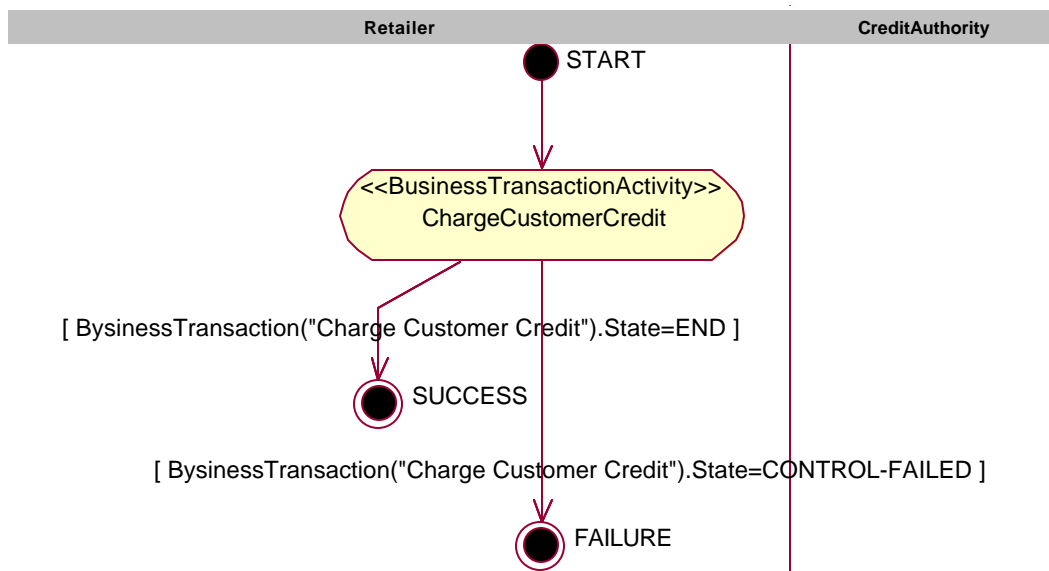 Retailer
CreditAuthority
START
<<BusinessTransactionActivity>>
ChargeCustomerCredit
[ BysinessTransaction("Charge Customer Credit").State=END ]
SUCCESS
[ BysinessTransaction("Charge Customer Credit").State=CONTROL-FAILED ]
FAILURE